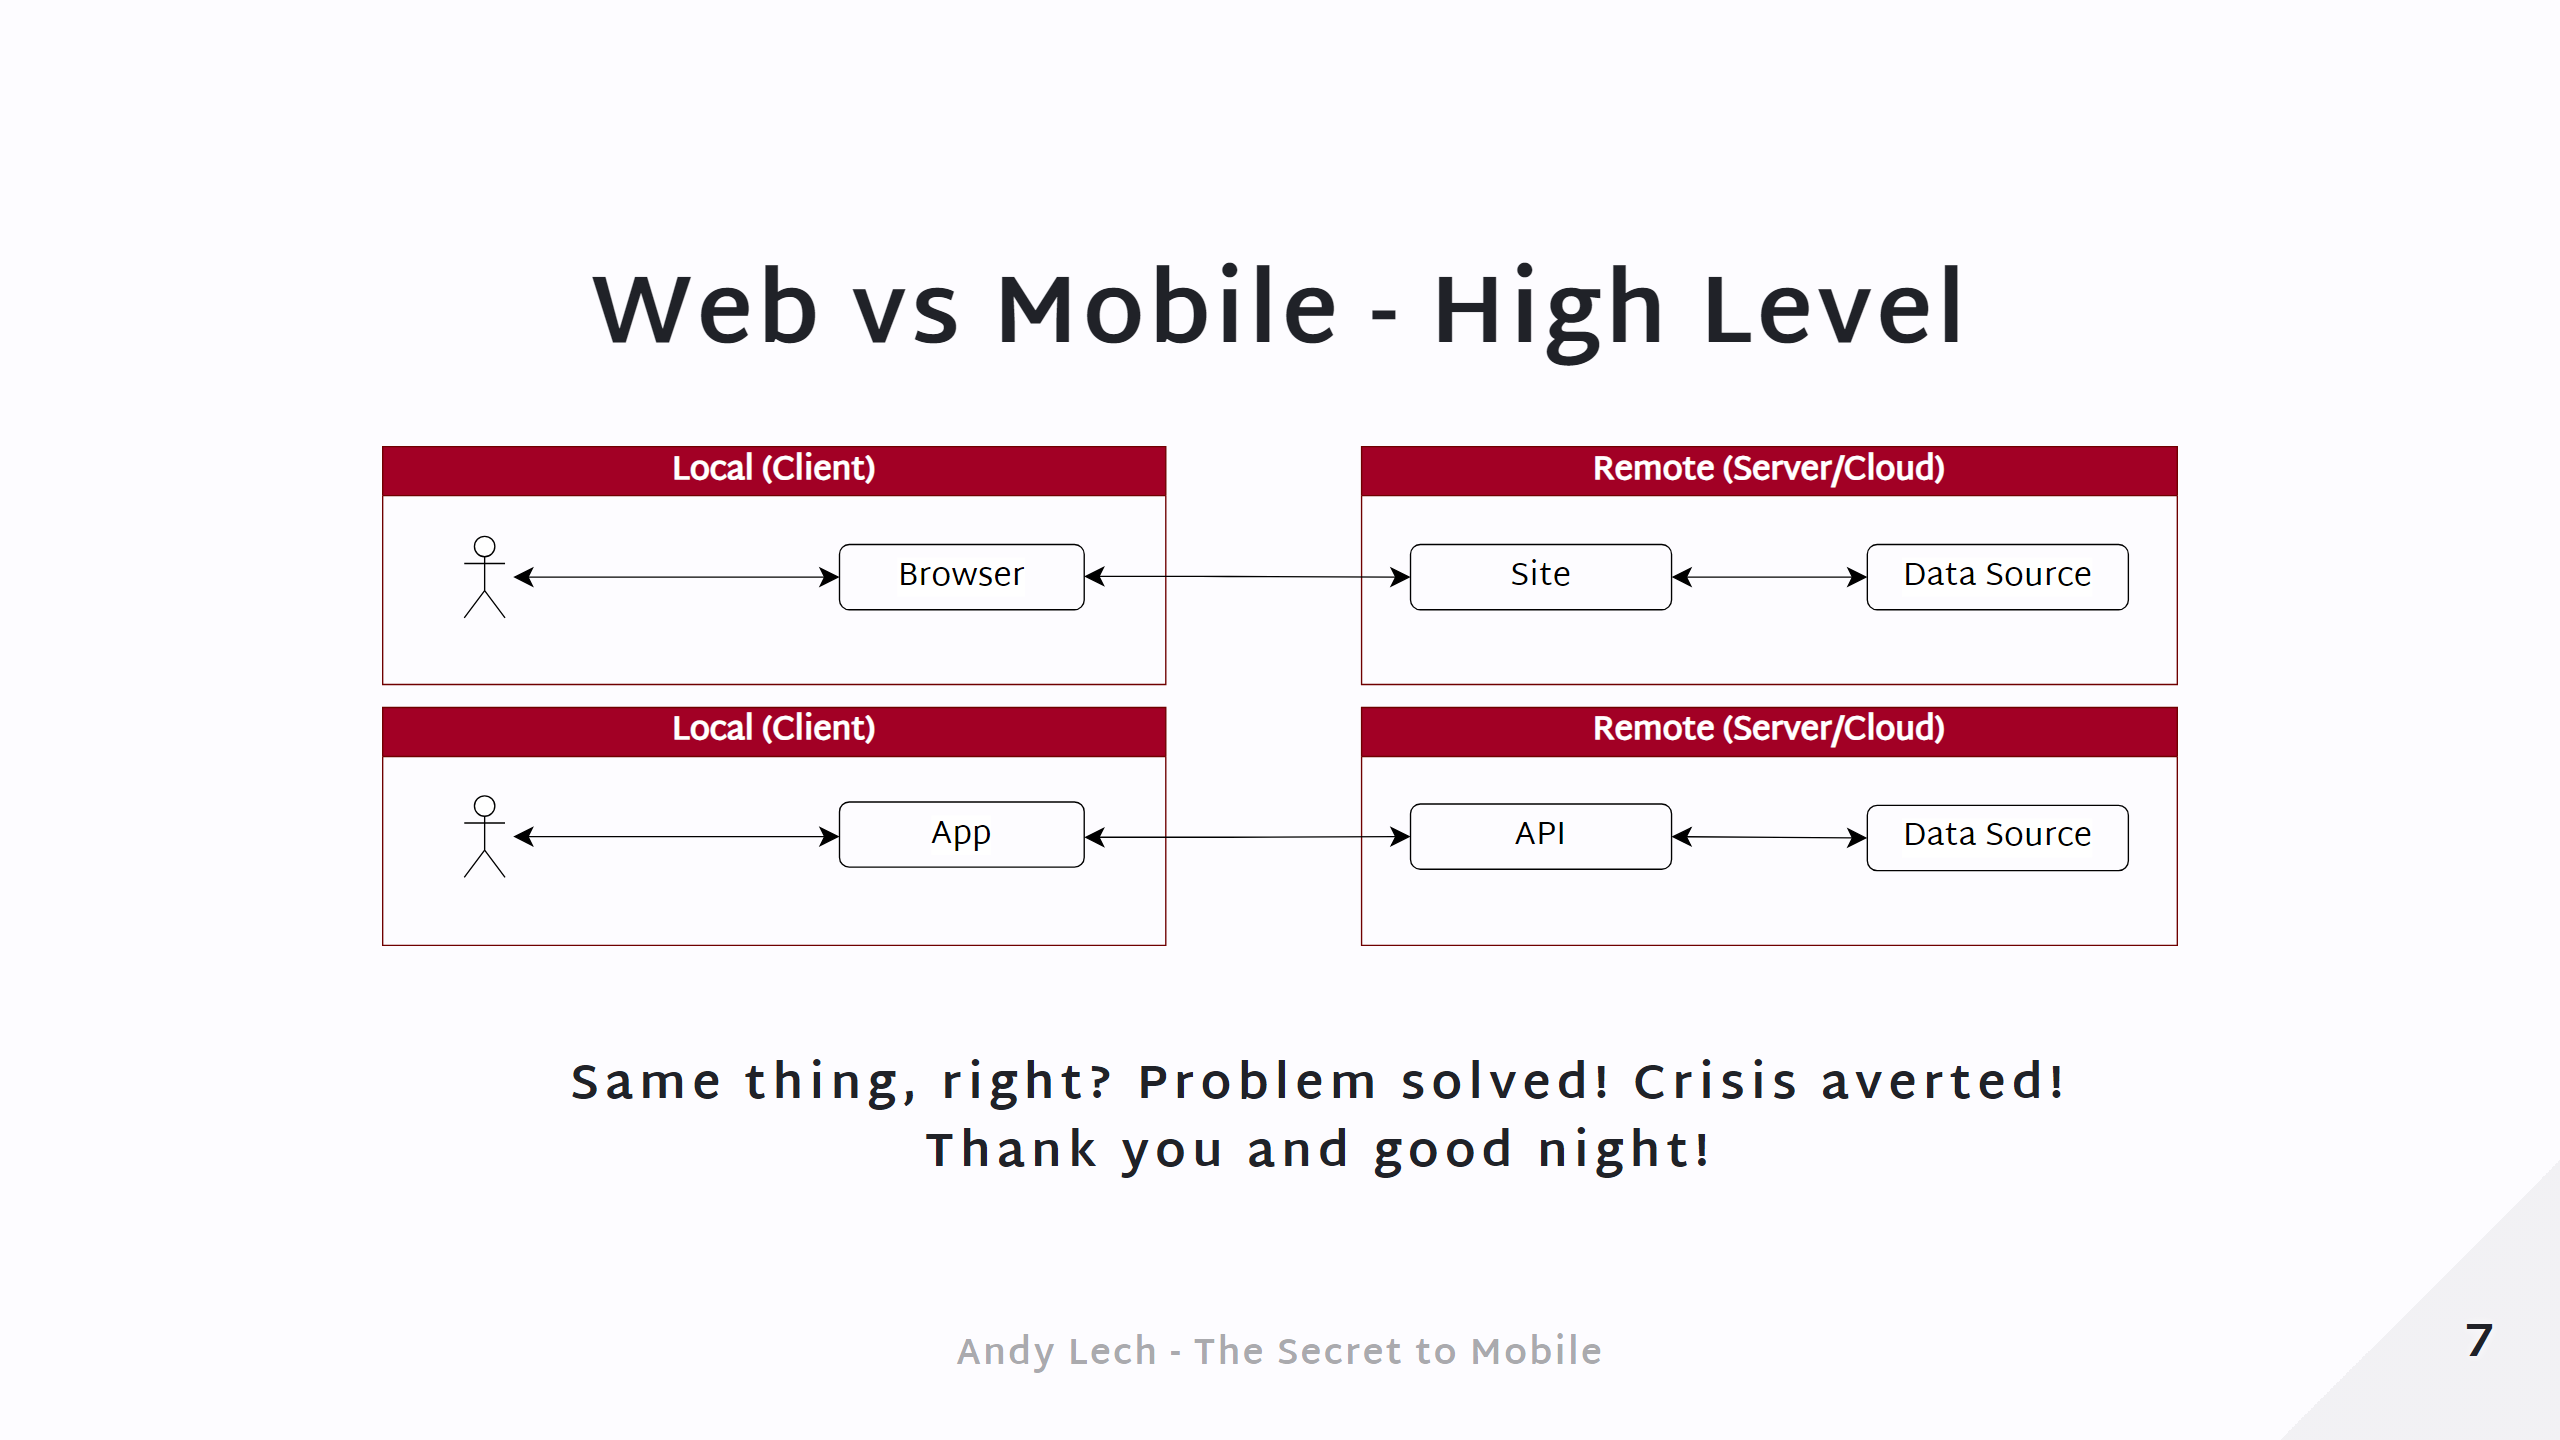 Web vs Mobile - High Level
Local (Client)
Remote (Server/Cloud)
Browser
Site
Data Source
Local (Client)
Remote (Server/Cloud)
App
API
Data Source
Same thing, right? Problem solved! Crisis averted!
Thank you and good night!
Andy Lech - The Secret to Mobile
7